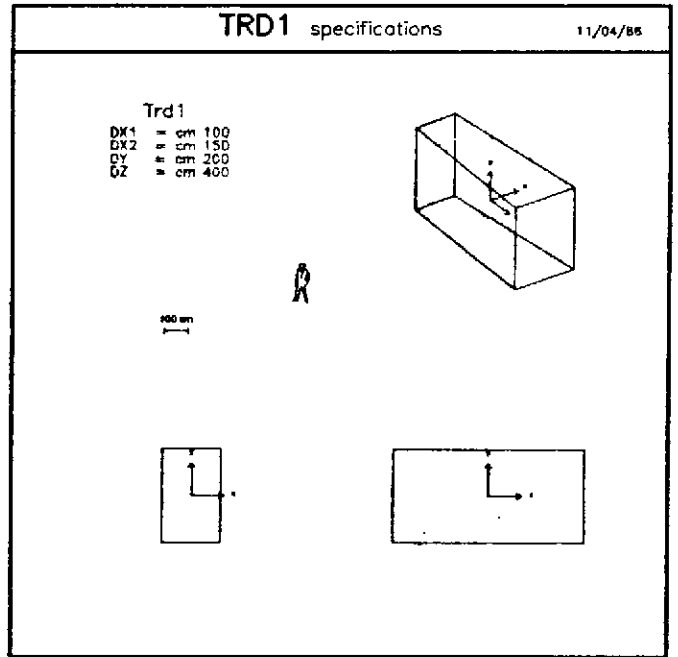 TRD1 specifications 11/04/86
Trd1
DX1 = cm 100
DX2 = cm 150
DY = cm 200
DZ = cm 400
100 cm